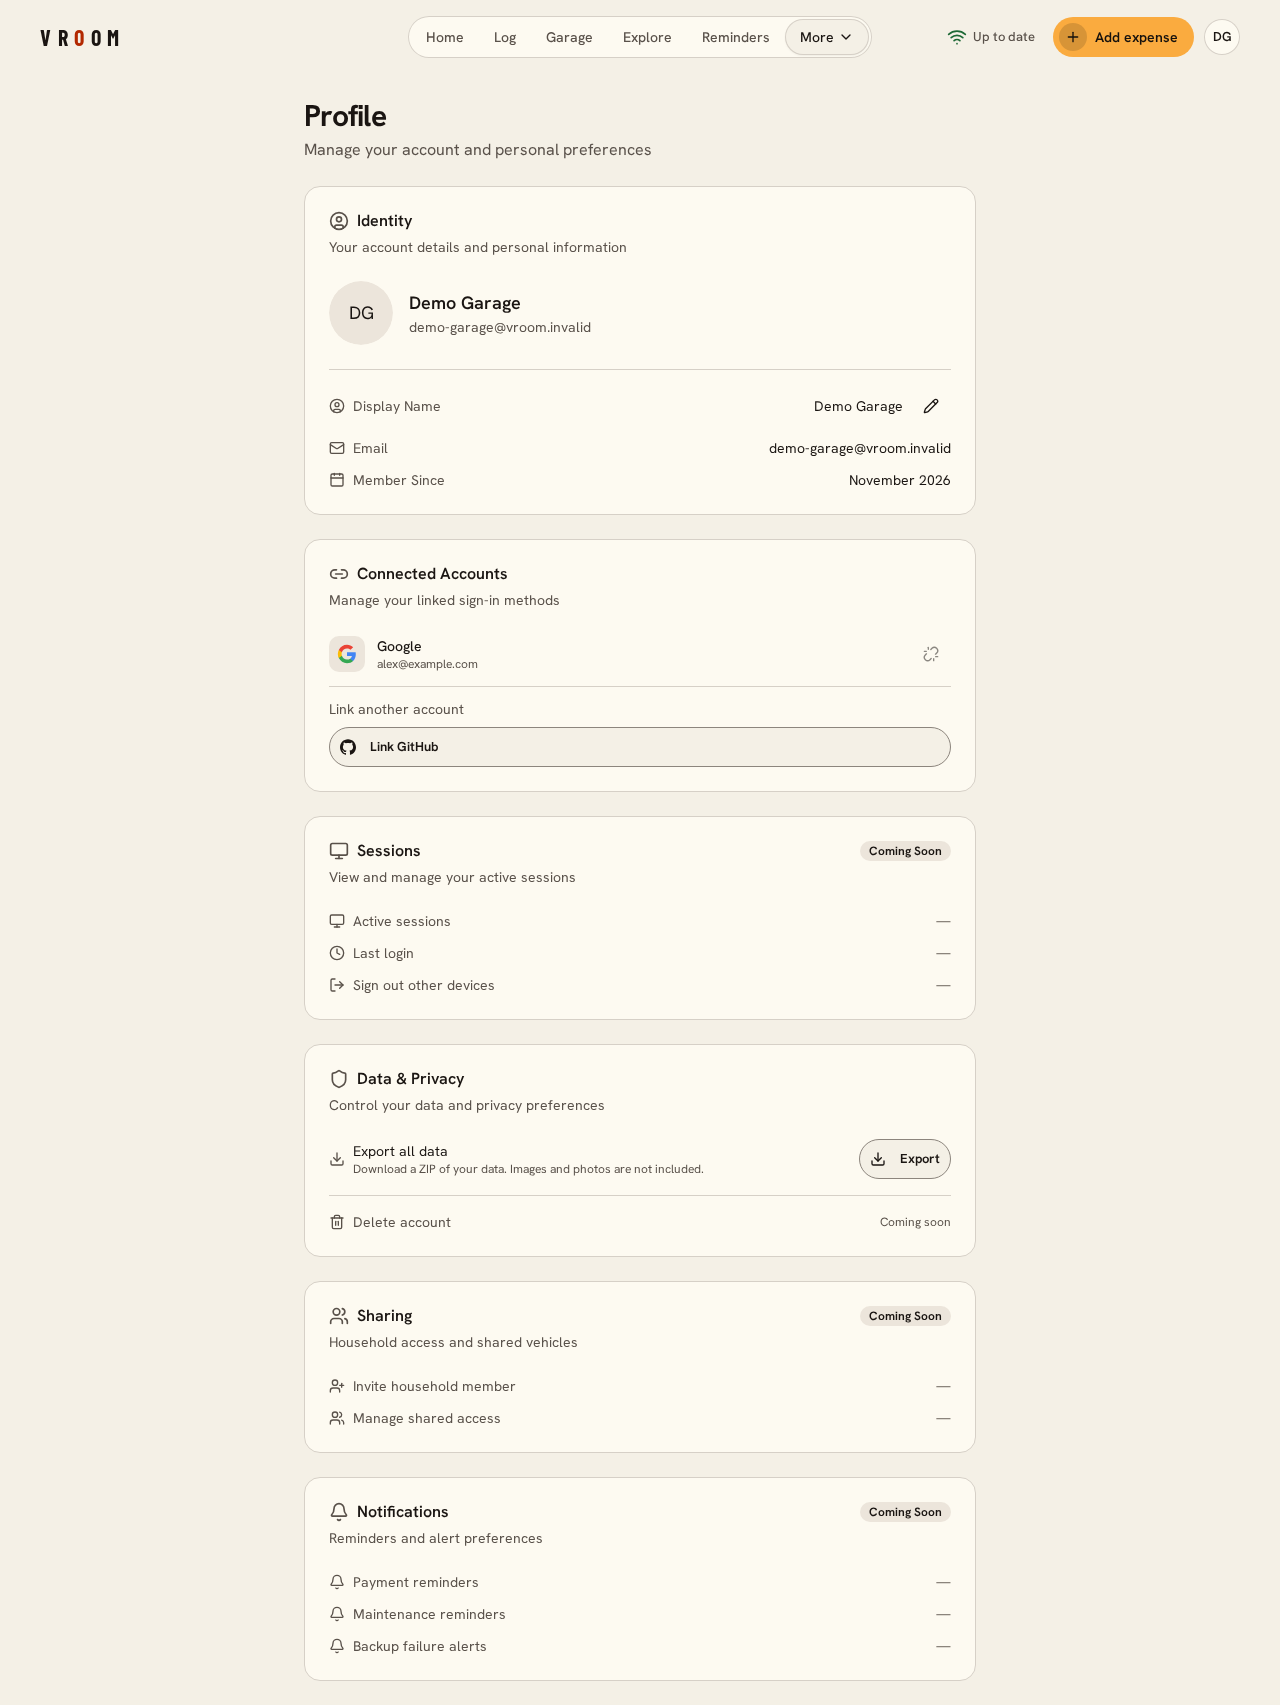 VROOM
Home
Log
Garage
Explore
Reminders
More
Up to date
Add expense
DG
Profile
Manage your account and personal preferences
Identity
Your account details and personal information
DG
Demo Garage
demo-garage@vroom.invalid
Display Name
Demo Garage
Email
demo-garage@vroom.invalid
Member Since
November 2026
Connected Accounts
Manage your linked sign-in methods
Google
alex@example.com
Link another account
Link GitHub
Sessions
Coming Soon
View and manage your active sessions
Active sessions
—
Last login
—
Sign out other devices
—
Data & Privacy
Control your data and privacy preferences
Export all data
Download a ZIP of your data. Images and photos are not included.
Export
Delete account
Coming soon
Sharing
Coming Soon
Household access and shared vehicles
Invite household member
—
Manage shared access
—
Notifications
Coming Soon
Reminders and alert preferences
Payment reminders
—
Maintenance reminders
—
Backup failure alerts
—